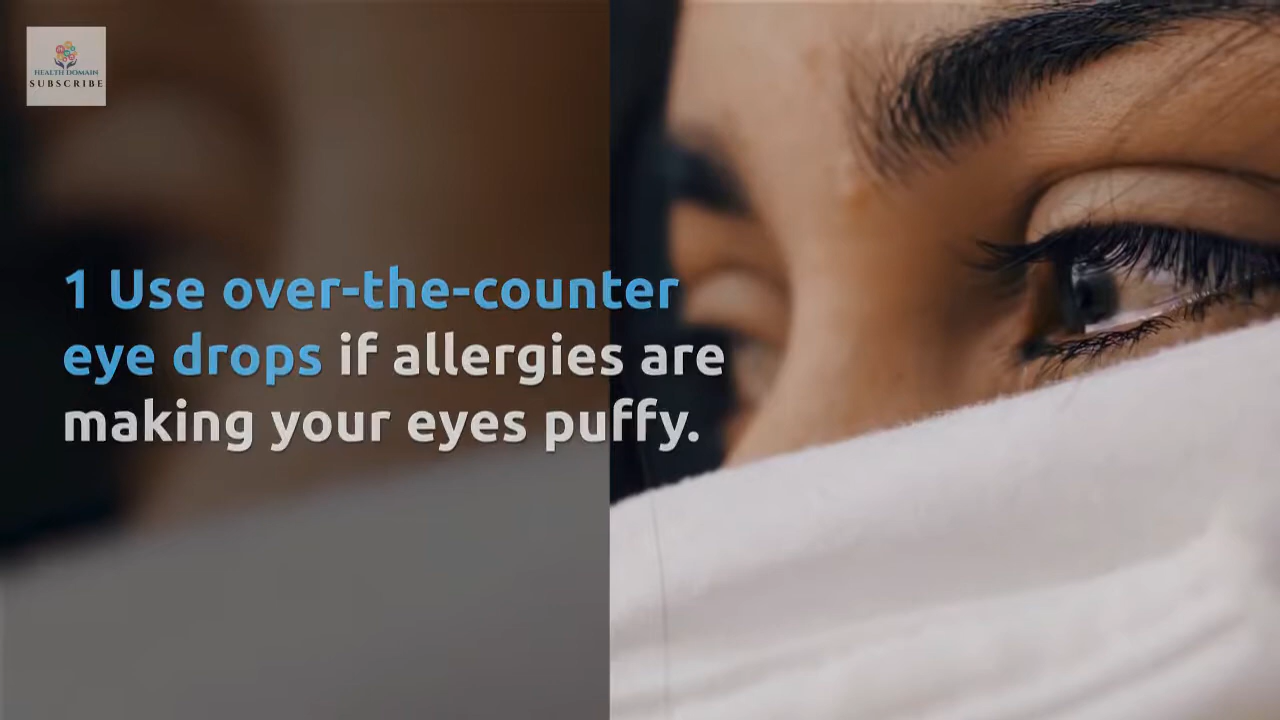 HEALTH DOMAIN
SUBSCRIBE
1 Use over-the-counter
eye drops if allergies are
making your eyes puffy.